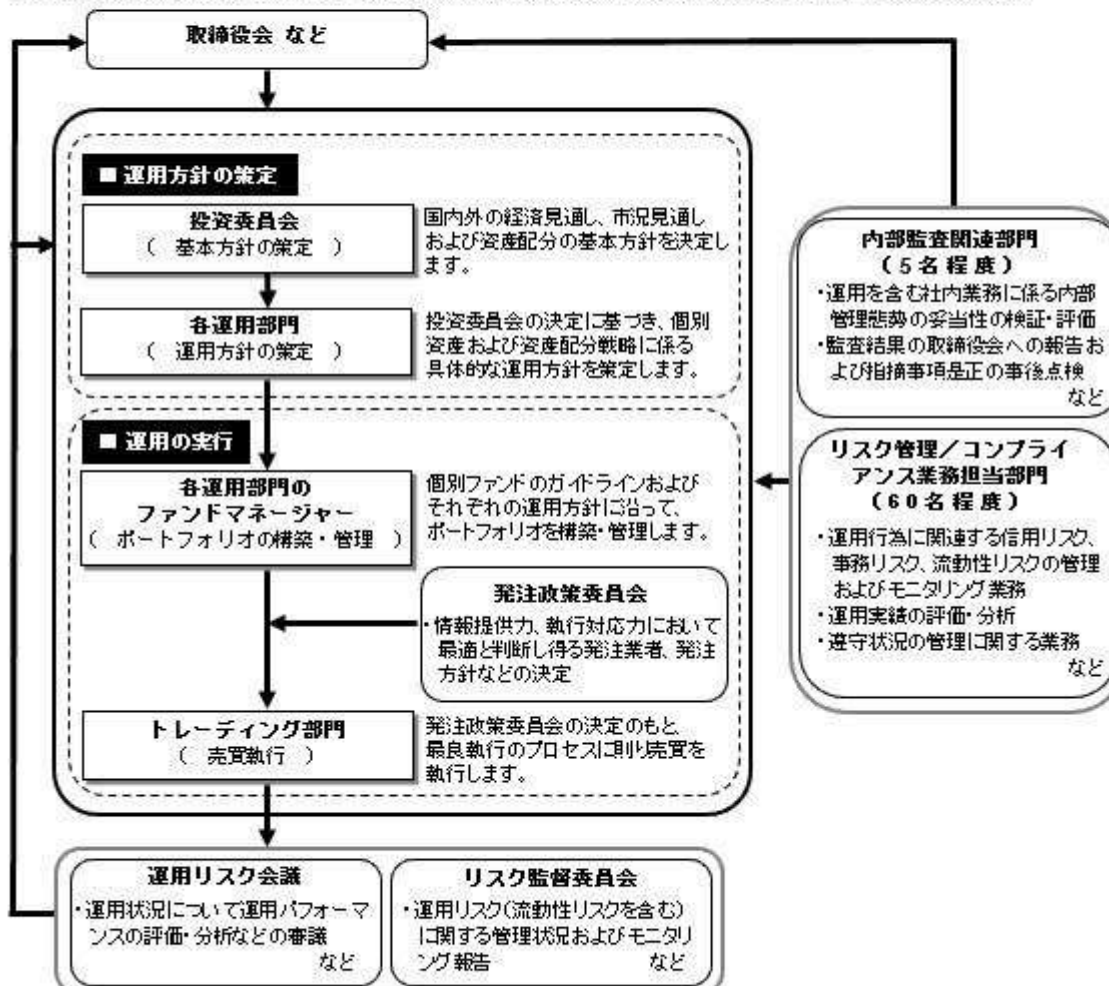 取締役会 など
■ 運用方針の策定
投資委員会
( 基本方針の策定 )
国内外の経済見通し、市況見通し
および資産配分の基本方針を決定し
ます。
各運用部門
( 運用方針の策定 )
投資委員会の決定に基づき、個別
資産および資産配分戦略に係る
具体的な運用方針を策定します。
■ 運用の実行
各運用部門の
ファンドマネージャー
( ポートフォリオの構築・管理 )
個別ファンドのガイドラインおよび
それぞれの運用方針に沿って、
ポートフォリオを構築・管理します。
発注政策委員会
・情報提供力、執行対応力において
最適と判断し得る発注業者、発注
方針などの決定
トレーディング部門
( 売買執行 )
発注政策委員会の決定のもと、
最良執行のプロセスに則り売買を
執行します。
内部監査関連部門
(5名程度)
・運用を含む社内業務に係る内部
管理態勢の妥当性の検証・評価
・監査結果の取締役会への報告お
よび指摘事項是正の事後点検
など
リスク管理/コンプライ
アンス業務担当部門
(60名程度)
・運用行為に関連する信用リスク、
事務リスク、流動性リスクの管理
およびモニタリング業務
・運用実績の評価・分析
・遵守状況の管理に関する業務
など
運用リスク会議
・運用状況について運用パフォーマ
ンスの評価・分析などの審議
など
リスク監督委員会
・運用リスク(流動性リスクを含む)
に関する管理状況およびモニタリ
ング報告 など